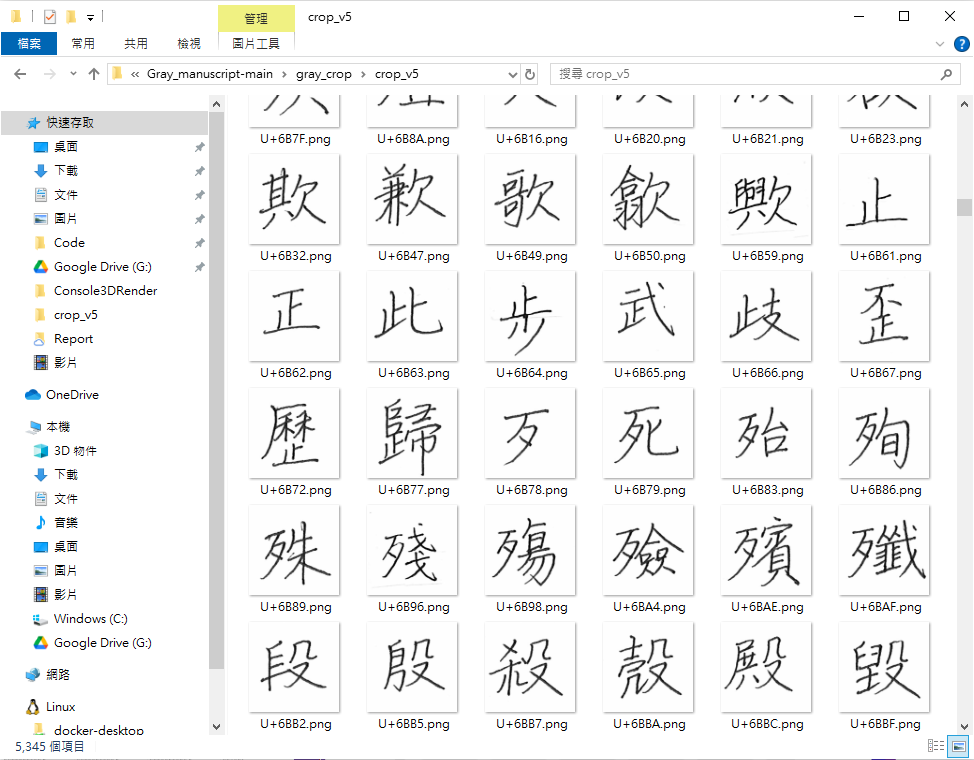 管理
crop_v5
檔案
常用
共用
檢視
圖片工具
« Gray_manuscript-main › gray_crop › crop_v5
搜尋 crop_v5
快速存取
桌面
下載
文件
圖片
Code
Google Drive (G:)
Console3DRender
crop_v5
Report
影片
OneDrive
本機
3D 物件
下載
文件
音樂
桌面
圖片
影片
Windows (C:)
Google Drive (G:)
網路
Linux
docker-desktop
U+6B7F.png U+6B8A.png U+6B16.png U+6B20.png U+6B21.png U+6B23.png
欺 歉 歌 歙 歟 止
U+6B32.png U+6B47.png U+6B49.png U+6B50.png U+6B59.png U+6B61.png
正 此 步 武 歧 歪
U+6B62.png U+6B63.png U+6B64.png U+6B65.png U+6B66.png U+6B67.png
歷 歸 歹 死 殆 殉
U+6B72.png U+6B77.png U+6B78.png U+6B79.png U+6B83.png U+6B86.png
殊 殘 殤 殮 殯 殲
U+6B89.png U+6B96.png U+6B98.png U+6BA4.png U+6BAE.png U+6BAF.png
段 殷 殺 殼 殿 毀
U+6BB2.png U+6BB5.png U+6BB7.png U+6BBA.png U+6BBC.png U+6BBF.png
5,345 個項目